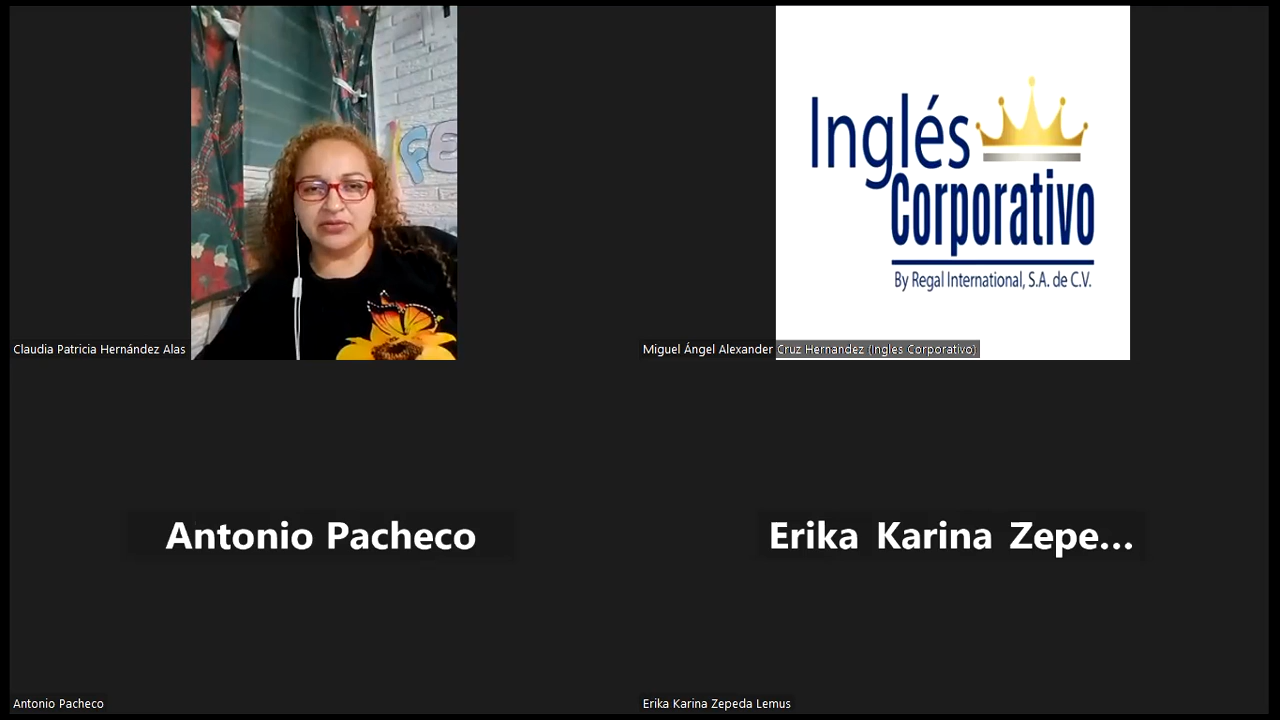 FE
Inglés
Corporativo
By Regal International, S.A. de C.V.
Claudia Patricia Hernández Alas
Miguel Ángel Alexander Cruz Hernandez (Ingles Corporativo)
Antonio Pacheco
Erika Karina Zepe...
Antonio Pacheco
Erika Karina Zepeda Lemus